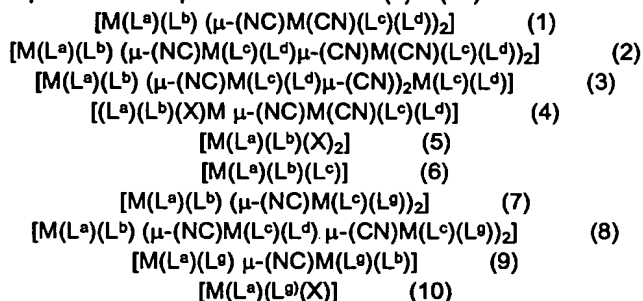 [M(Lᵃ)(Lᵇ) (μ-(NC)M(CN)(Lᶜ)(Lᵈ))₂] (1)
[M(Lᵃ)(Lᵇ) (μ-(NC)M(Lᶜ)(Lᵈ)μ-(CN)M(CN)(Lᶜ)(Lᵈ))₂] (2)
[M(Lᵃ)(Lᵇ) (μ-(NC)M(Lᶜ)(Lᵈ)μ-(CN))₂M(Lᶜ)(Lᵈ)] (3)
[(Lᵃ)(Lᵇ)(X)M μ-(NC)M(CN)(Lᶜ)(Lᵈ)] (4)
[M(Lᵃ)(Lᵇ)(X)₂] (5)
[M(Lᵃ)(Lᵇ)(Lᶜ)] (6)
[M(Lᵃ)(Lᵇ) (μ-(NC)M(Lᶜ)(Lᵍ))₂] (7)
[M(Lᵃ)(Lᵇ) (μ-(NC)M(Lᶜ)(Lᵈ) μ-(CN)M(Lᶜ)(Lᵍ))₂] (8)
[M(Lᵃ)(Lᵍ) μ-(NC)M(Lᵍ)(Lᵇ)] (9)
[M(Lᵃ)(Lᵍ)(X)] (10)